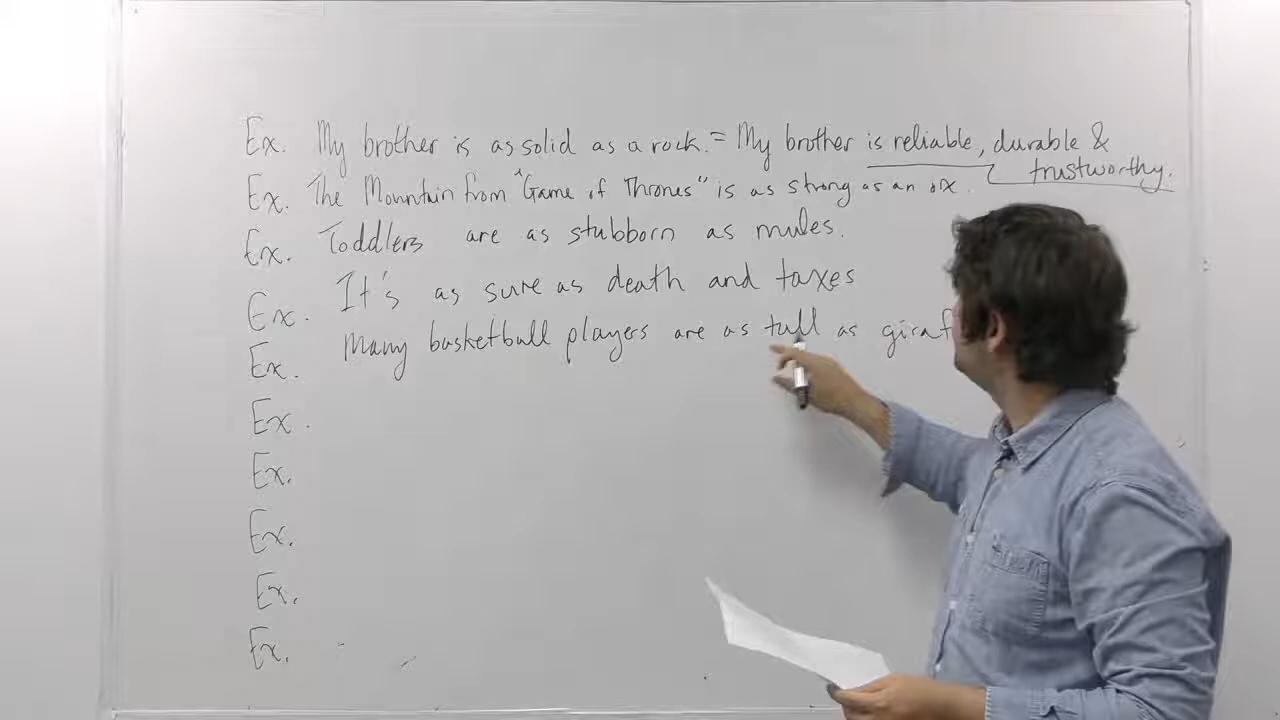 Ex. My brother is as solid as a rock. = My brother is reliable, durable &
trustworthy.
Ex. The Mountain from "Game of Thrones" is as strong as an ox.
Ex. Toddlers are as stubborn as mules.
Ex. It's as sure as death and taxes
Ex. Many basketball players are as tall as giraf
Ex.
Ex.
Ex.
Ex.
Ex.